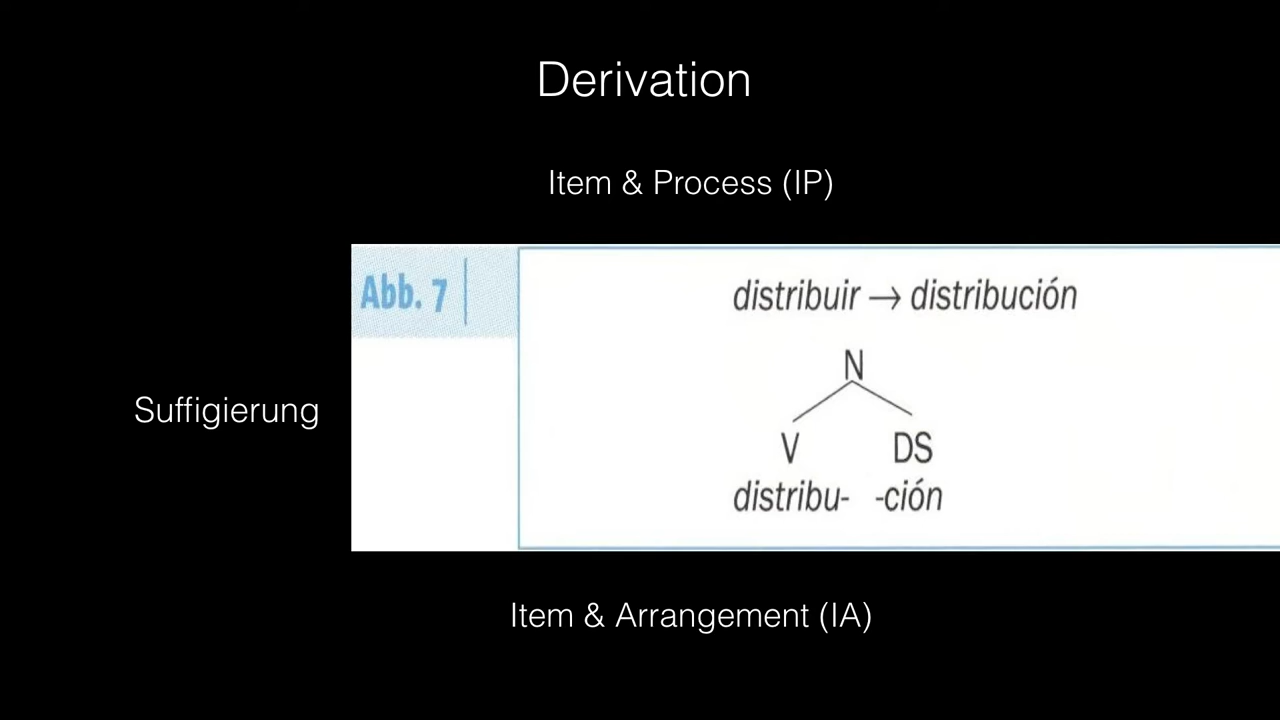 Derivation
Item & Process (IP)
Abb. 7
distribuir → distribución
N
Suffigierung
V DS
distribu- -ción
Item & Arrangement (IA)